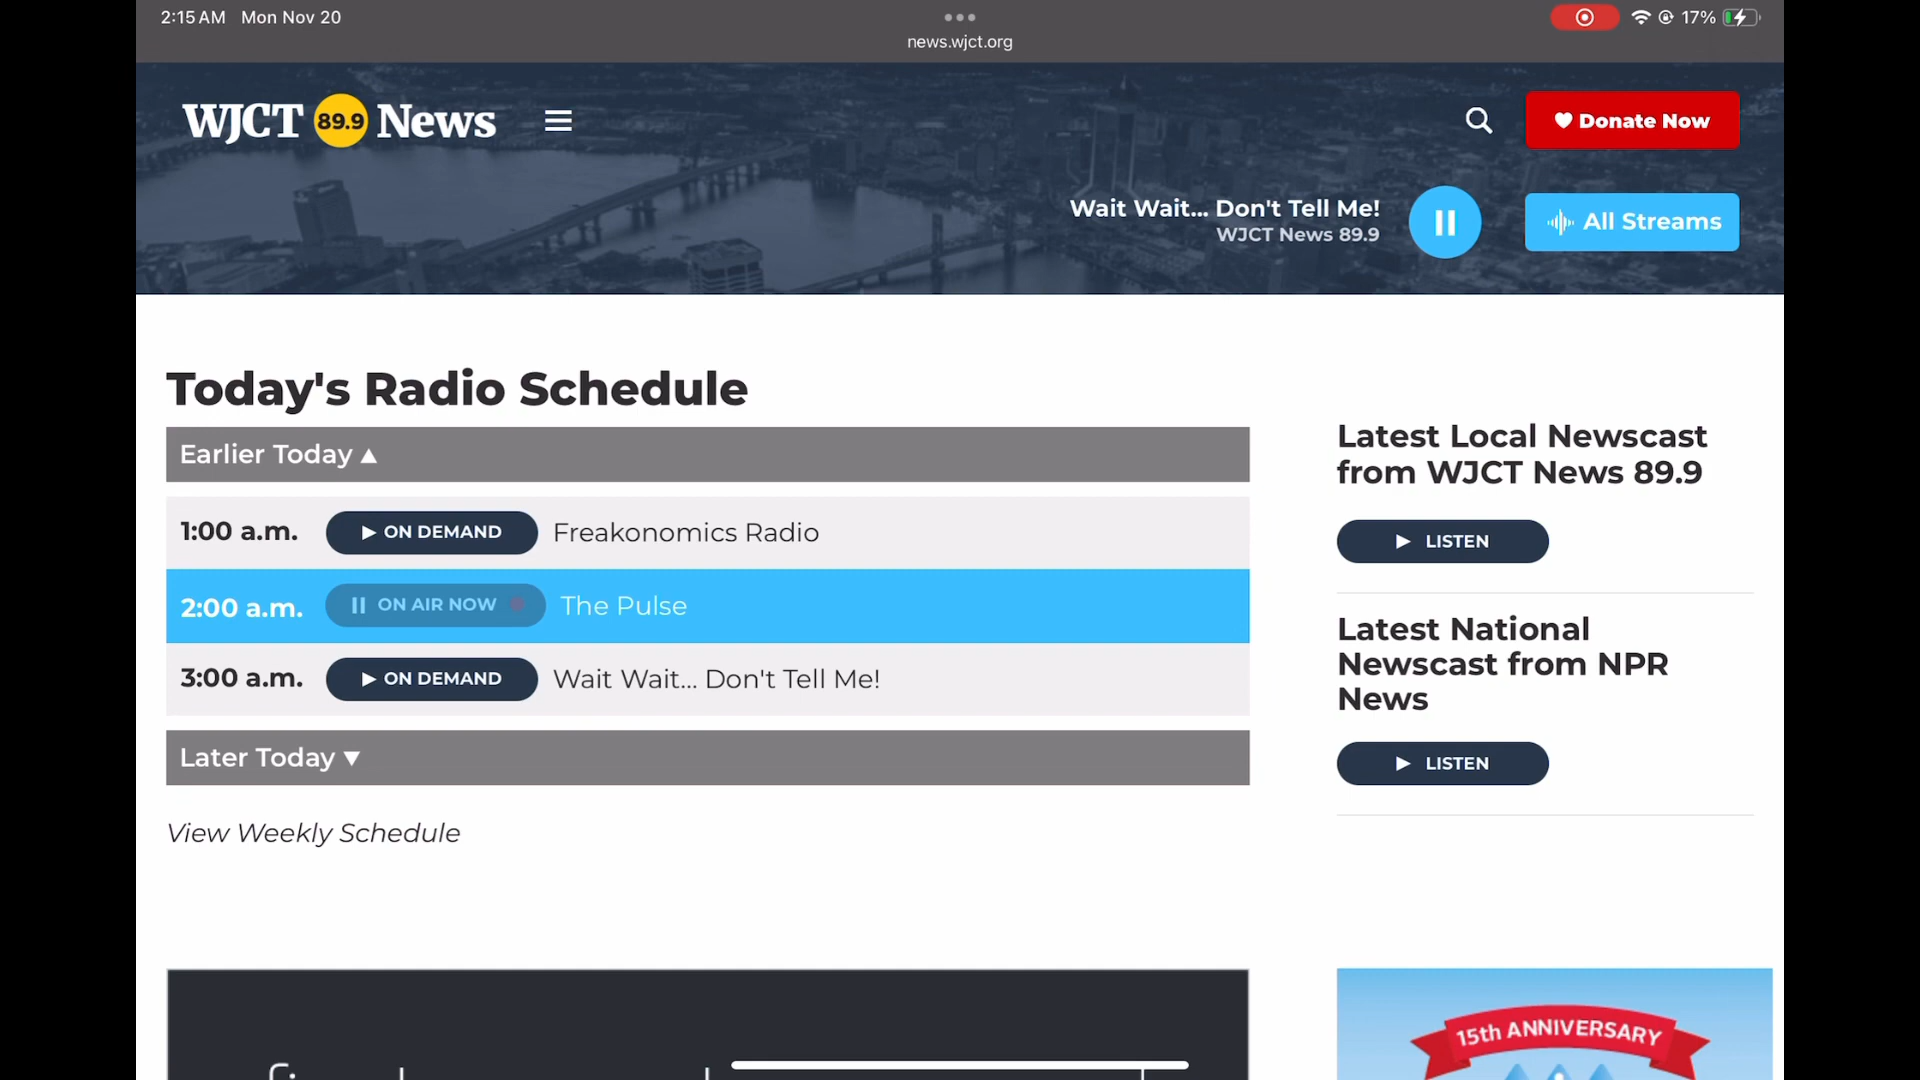 2:15 AM Mon Nov 20
17%
news.wjct.org
WJCT 89.9 News
Donate Now
Wait Wait... Don't Tell Me!
WJCT News 89.9
All Streams
Today's Radio Schedule
Earlier Today
1:00 a.m. ON DEMAND Freakonomics Radio
2:00 a.m. ON AIR NOW The Pulse
3:00 a.m. ON DEMAND Wait Wait... Don't Tell Me!
Later Today
View Weekly Schedule
Latest Local Newscast
from WJCT News 89.9
LISTEN
Latest National
Newscast from NPR
News
LISTEN
15th ANNIVERSARY